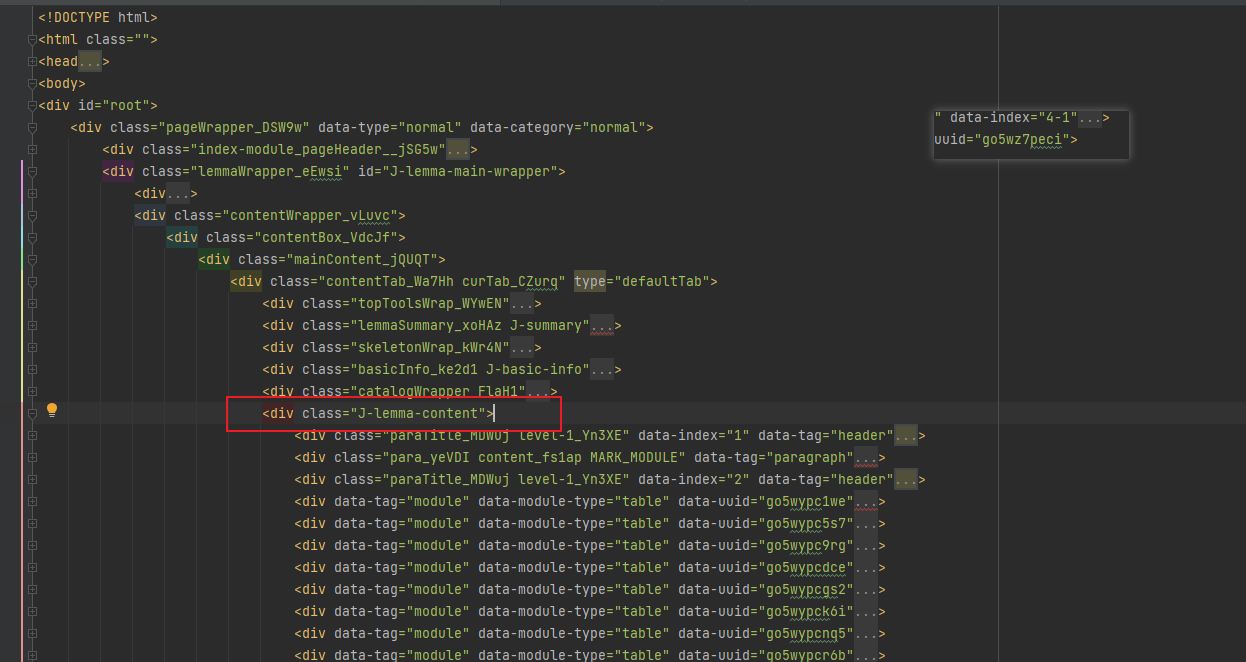 <!DOCTYPE html>
<html class="">
<head...>
<body>
<div id="root">
<div class="pageWrapper_DSW9w" data-type="normal" data-category="normal">
<div class="index-module_pageHeader__jSG5w"...>
<div class="lemmaWrapper_eEwsi" id="J-lemma-main-wrapper">
<div...>
<div class="contentWrapper_vLuvc">
<div class="contentBox_VdcJf">
<div class="mainContent_jQUQT">
<div class="contentTab_Wa7Hh curTab_CZurq" type="defaultTab">
<div class="topToolsWrap_WYwEN"...>
<div class="lemmaSummary_xoHAz J-summary"...>
<div class="skeletonWrap_kWr4N"...>
<div class="basicInfo_ke2d1 J-basic-info"...>
<div class="catalogWrapper_FlaH1"...>
<div class="J-lemma-content">
<div class="paraTitle_MDWUj level-1_Yn3XE" data-index="1" data-tag="header"...>
<div class="para_yeVDI content_fs1ap MARK_MODULE" data-tag="paragraph"...>
<div class="paraTitle_MDWuj level-1_Yn3XE" data-index="2" data-tag="header"...>
<div data-tag="module" data-module-type="table" data-uuid="go5wypc1we"...>
<div data-tag="module" data-module-type="table" data-uuid="go5wypc5s7"...>
<div data-tag="module" data-module-type="table" data-uuid="go5wypc9rg"...>
<div data-tag="module" data-module-type="table" data-uuid="go5wypcdce"...>
<div data-tag="module" data-module-type="table" data-uuid="go5wypcgs2"...>
<div data-tag="module" data-module-type="table" data-uuid="go5wypck6i"...>
<div data-tag="module" data-module-type="table" data-uuid="go5wypcnq5"...>
<div data-tag="module" data-module-type="table" data-uuid="go5wypcr6b"...>
" data-index="4-1"...>
uuid="go5wz7peci">